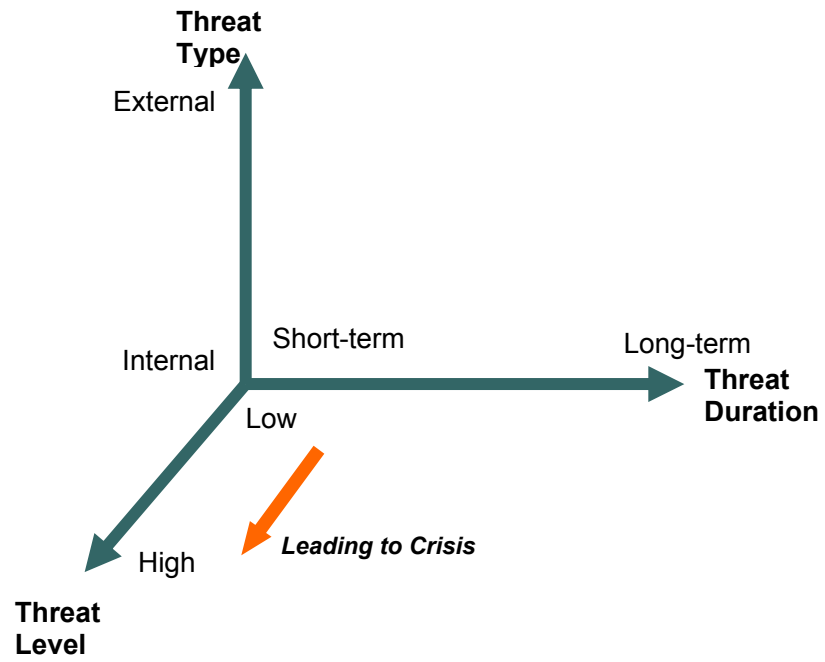 Threat
Type
External
Short-term
Long-term
Internal
Threat
Duration
Low
Leading to Crisis
High
Threat
Level